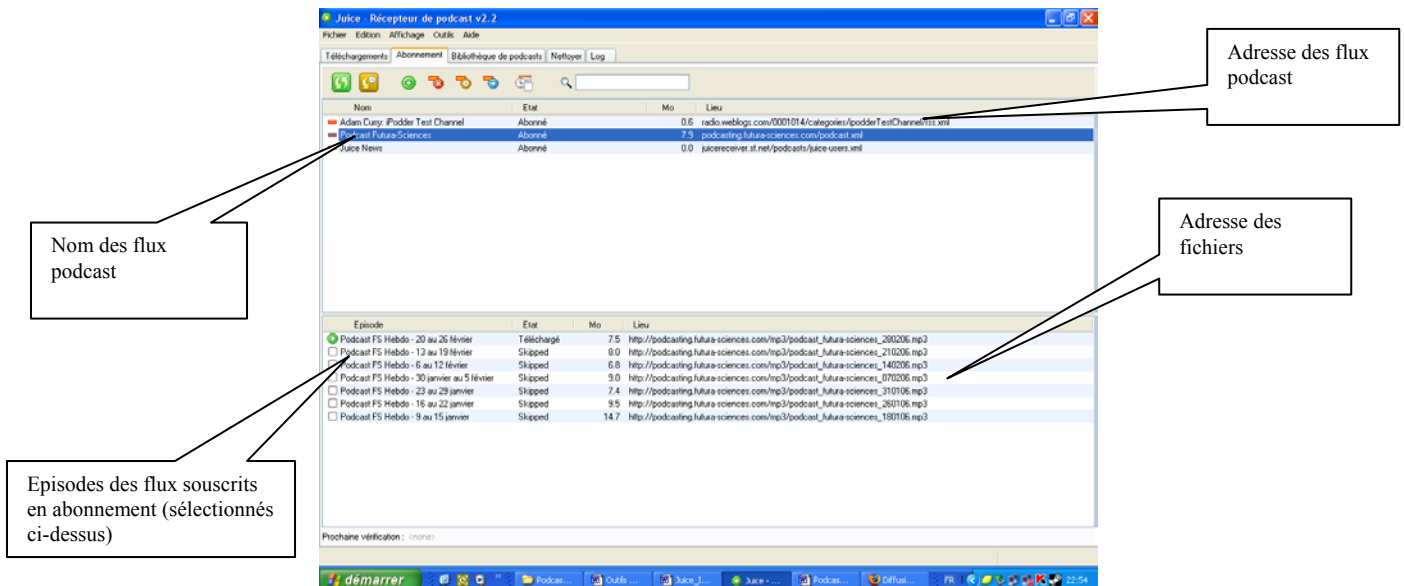 Juice - Récepteur de podcast v2.2
Fichier Edition Affichage Outils Aide
Téléchargements Abonnement Bibliothèque de podcasts Nettoyer Log
Nom Etat Mo Lieu
Adam Curry: iPodder Test Channel Abonné 0.6 radio.weblogs.com/0001014/categories/ipodderTestChannel/rss.xml
Podcast Futura-Sciences Abonné 7.9 podcasting.futura-sciences.com/podcast.xml
Juice News Abonné 0.0 juicereceiver.sf.net/podcasts/juice-users.xml
Adresse des flux
podcast
Nom des flux
podcast
Adresse des
fichiers
Episode Etat Mo Lieu
Podcast FS Hebdo - 20 au 26 février Téléchargé 7.5 http://podcasting.futura-sciences.com/mp3/podcast_futura-sciences_280206.mp3
Podcast FS Hebdo - 13 au 19 février Skipped 8.0 http://podcasting.futura-sciences.com/mp3/podcast_futura-sciences_210206.mp3
Podcast FS Hebdo - 6 au 12 février Skipped 6.8 http://podcasting.futura-sciences.com/mp3/podcast_futura-sciences_140206.mp3
Podcast FS Hebdo - 30 janvier au 5 février Skipped 9.0 http://podcasting.futura-sciences.com/mp3/podcast_futura-sciences_070206.mp3
Podcast FS Hebdo - 23 au 29 janvier Skipped 7.4 http://podcasting.futura-sciences.com/mp3/podcast_futura-sciences_310106.mp3
Podcast FS Hebdo - 16 au 22 janvier Skipped 9.5 http://podcasting.futura-sciences.com/mp3/podcast_futura-sciences_260106.mp3
Podcast FS Hebdo - 9 au 15 janvier Skipped 14.7 http://podcasting.futura-sciences.com/mp3/podcast_futura-sciences_180106.mp3
Episodes des flux souscrits
en abonnement (sélectionnés
ci-dessus)
Prochaine vérification : <none>
démarrer Podcas... Outils ... Juice_I... Juice - ... Podcas... Diffusi... FR 22:54